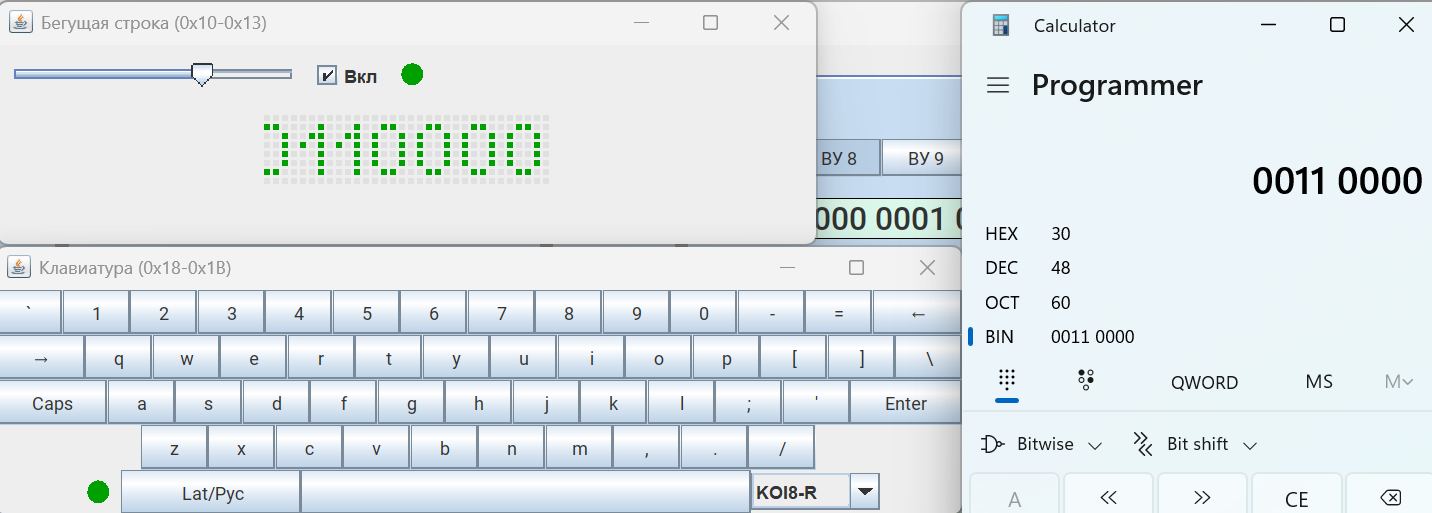 Бегущая строка (0x10-0x13)
Вкл
110000
ВУ 8
ВУ 9
000 0001
Клавиатура (0x18-0x1B)
` 1 2 3 4 5 6 7 8 9 0 - = ←
→ q w e r t y u i o p [ ] \
Caps a s d f g h j k l ; ' Enter
z x c v b n m , . /
Lat/Рус
KOI8-R
Calculator
Programmer
0011 0000
HEX 30
DEC 48
OCT 60
BIN 0011 0000
QWORD MS M
Bitwise Bit shift
A << >> CE